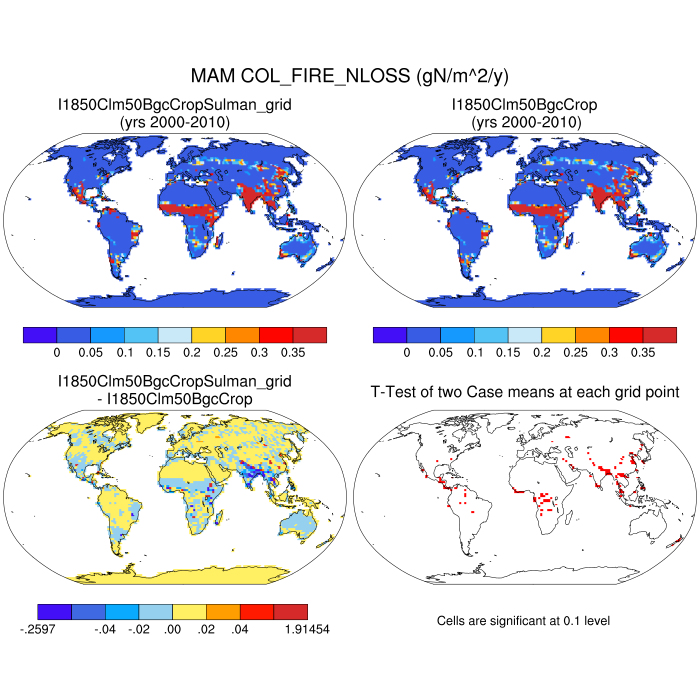 MAM COL_FIRE_NLOSS (gN/m^2/y)
I1850Clm50BgcCropSulman_grid
(yrs 2000-2010)
I1850Clm50BgcCrop
(yrs 2000-2010)
0 0.05 0.1 0.15 0.2 0.25 0.3 0.35
0 0.05 0.1 0.15 0.2 0.25 0.3 0.35
I1850Clm50BgcCropSulman_grid
- I1850Clm50BgcCrop
T-Test of two Case means at each grid point
-.2597 -.04 -.02 .00 .02 .04 1.91454
Cells are significant at 0.1 level